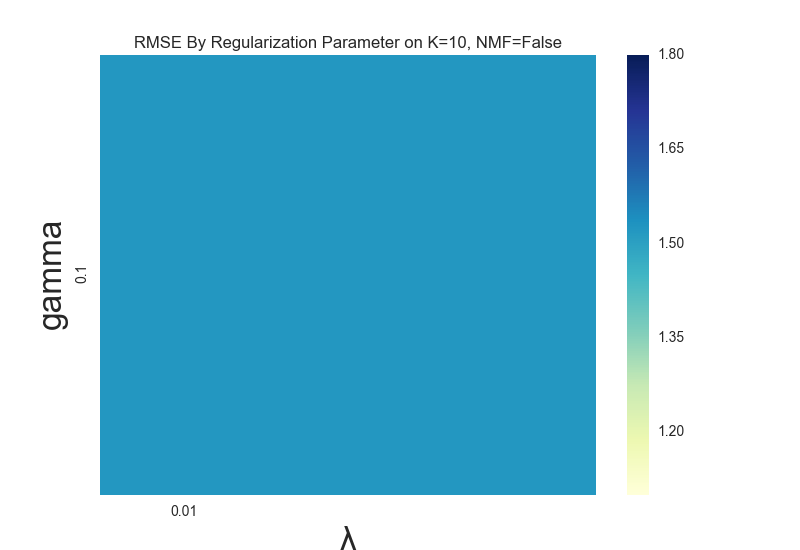 RMSE By Regularization Parameter on K=10, NMF=False
gamma
0.1
0.01
λ
1.80
1.65
1.50
1.35
1.20